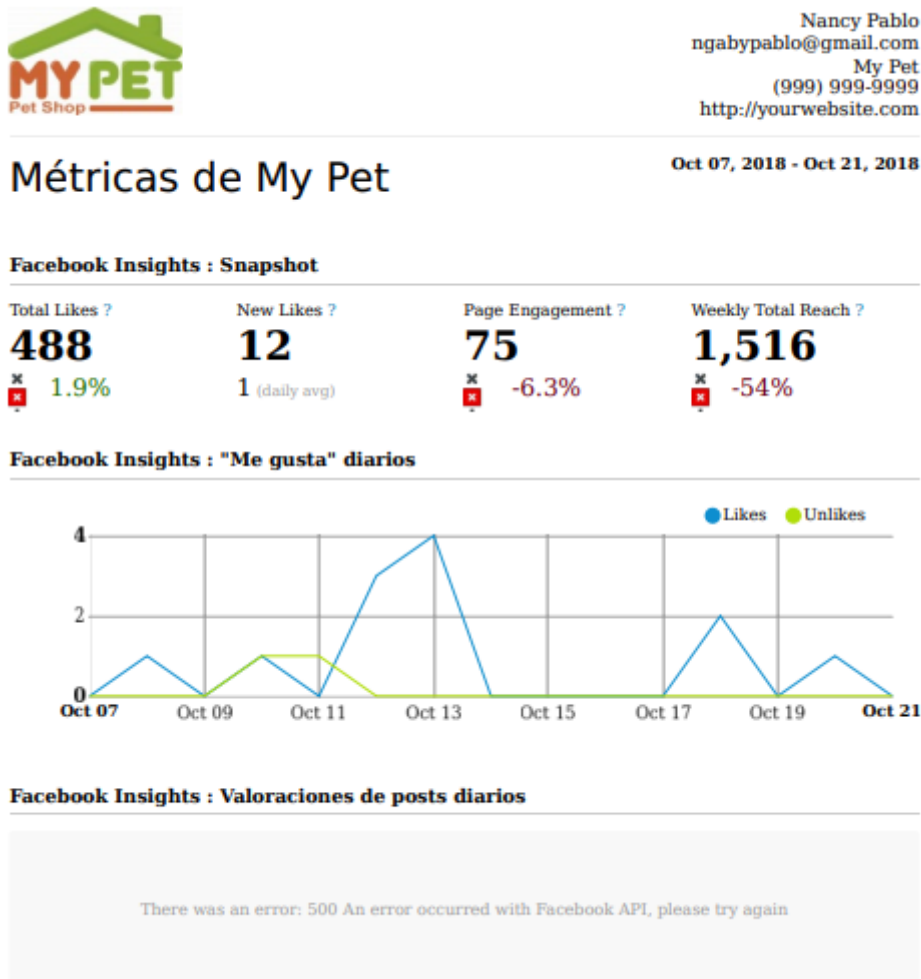 MY PET
Pet Shop
Nancy Pablo
ngabypablo@gmail.com
My Pet
(999) 999-9999
http://yourwebsite.com
Métricas de My Pet
Oct 07, 2018 - Oct 21, 2018
Facebook Insights : Snapshot
Total Likes ? New Likes ? Page Engagement ? Weekly Total Reach ?
488 12 75 1,516
1.9% 1 (daily avg) -6.3% -54%
Facebook Insights : "Me gusta" diarios
Likes Unlikes
4
2
0
Oct 07 Oct 09 Oct 11 Oct 13 Oct 15 Oct 17 Oct 19 Oct 21
Facebook Insights : Valoraciones de posts diarios
There was an error: 500 An error occurred with Facebook API, please try again